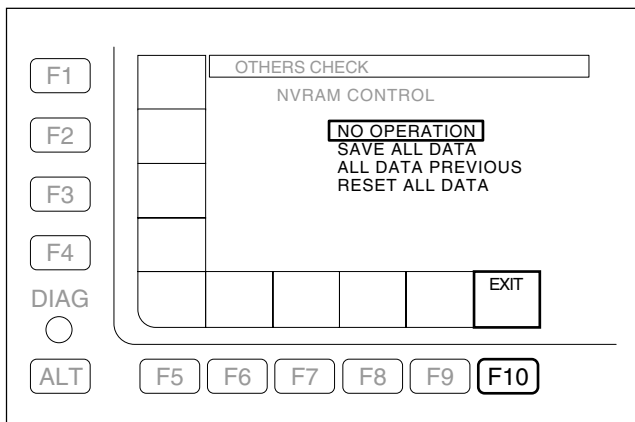 F1
OTHERS CHECK
NVRAM CONTROL
F2
NO OPERATION
SAVE ALL DATA
ALL DATA PREVIOUS
F3
RESET ALL DATA
F4
EXIT
DIAG
ALT
F5 F6 F7 F8 F9 F10